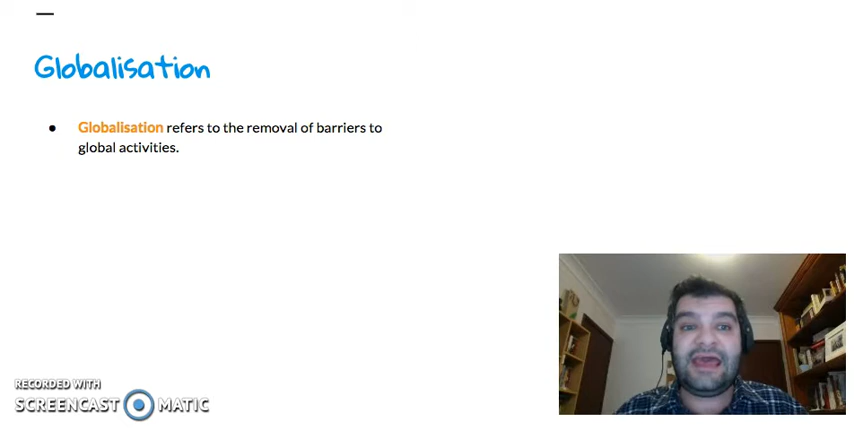 Globalisation
● Globalisation refers to the removal of barriers to
global activities.
RECORDED WITH
SCREENCAST MATIC